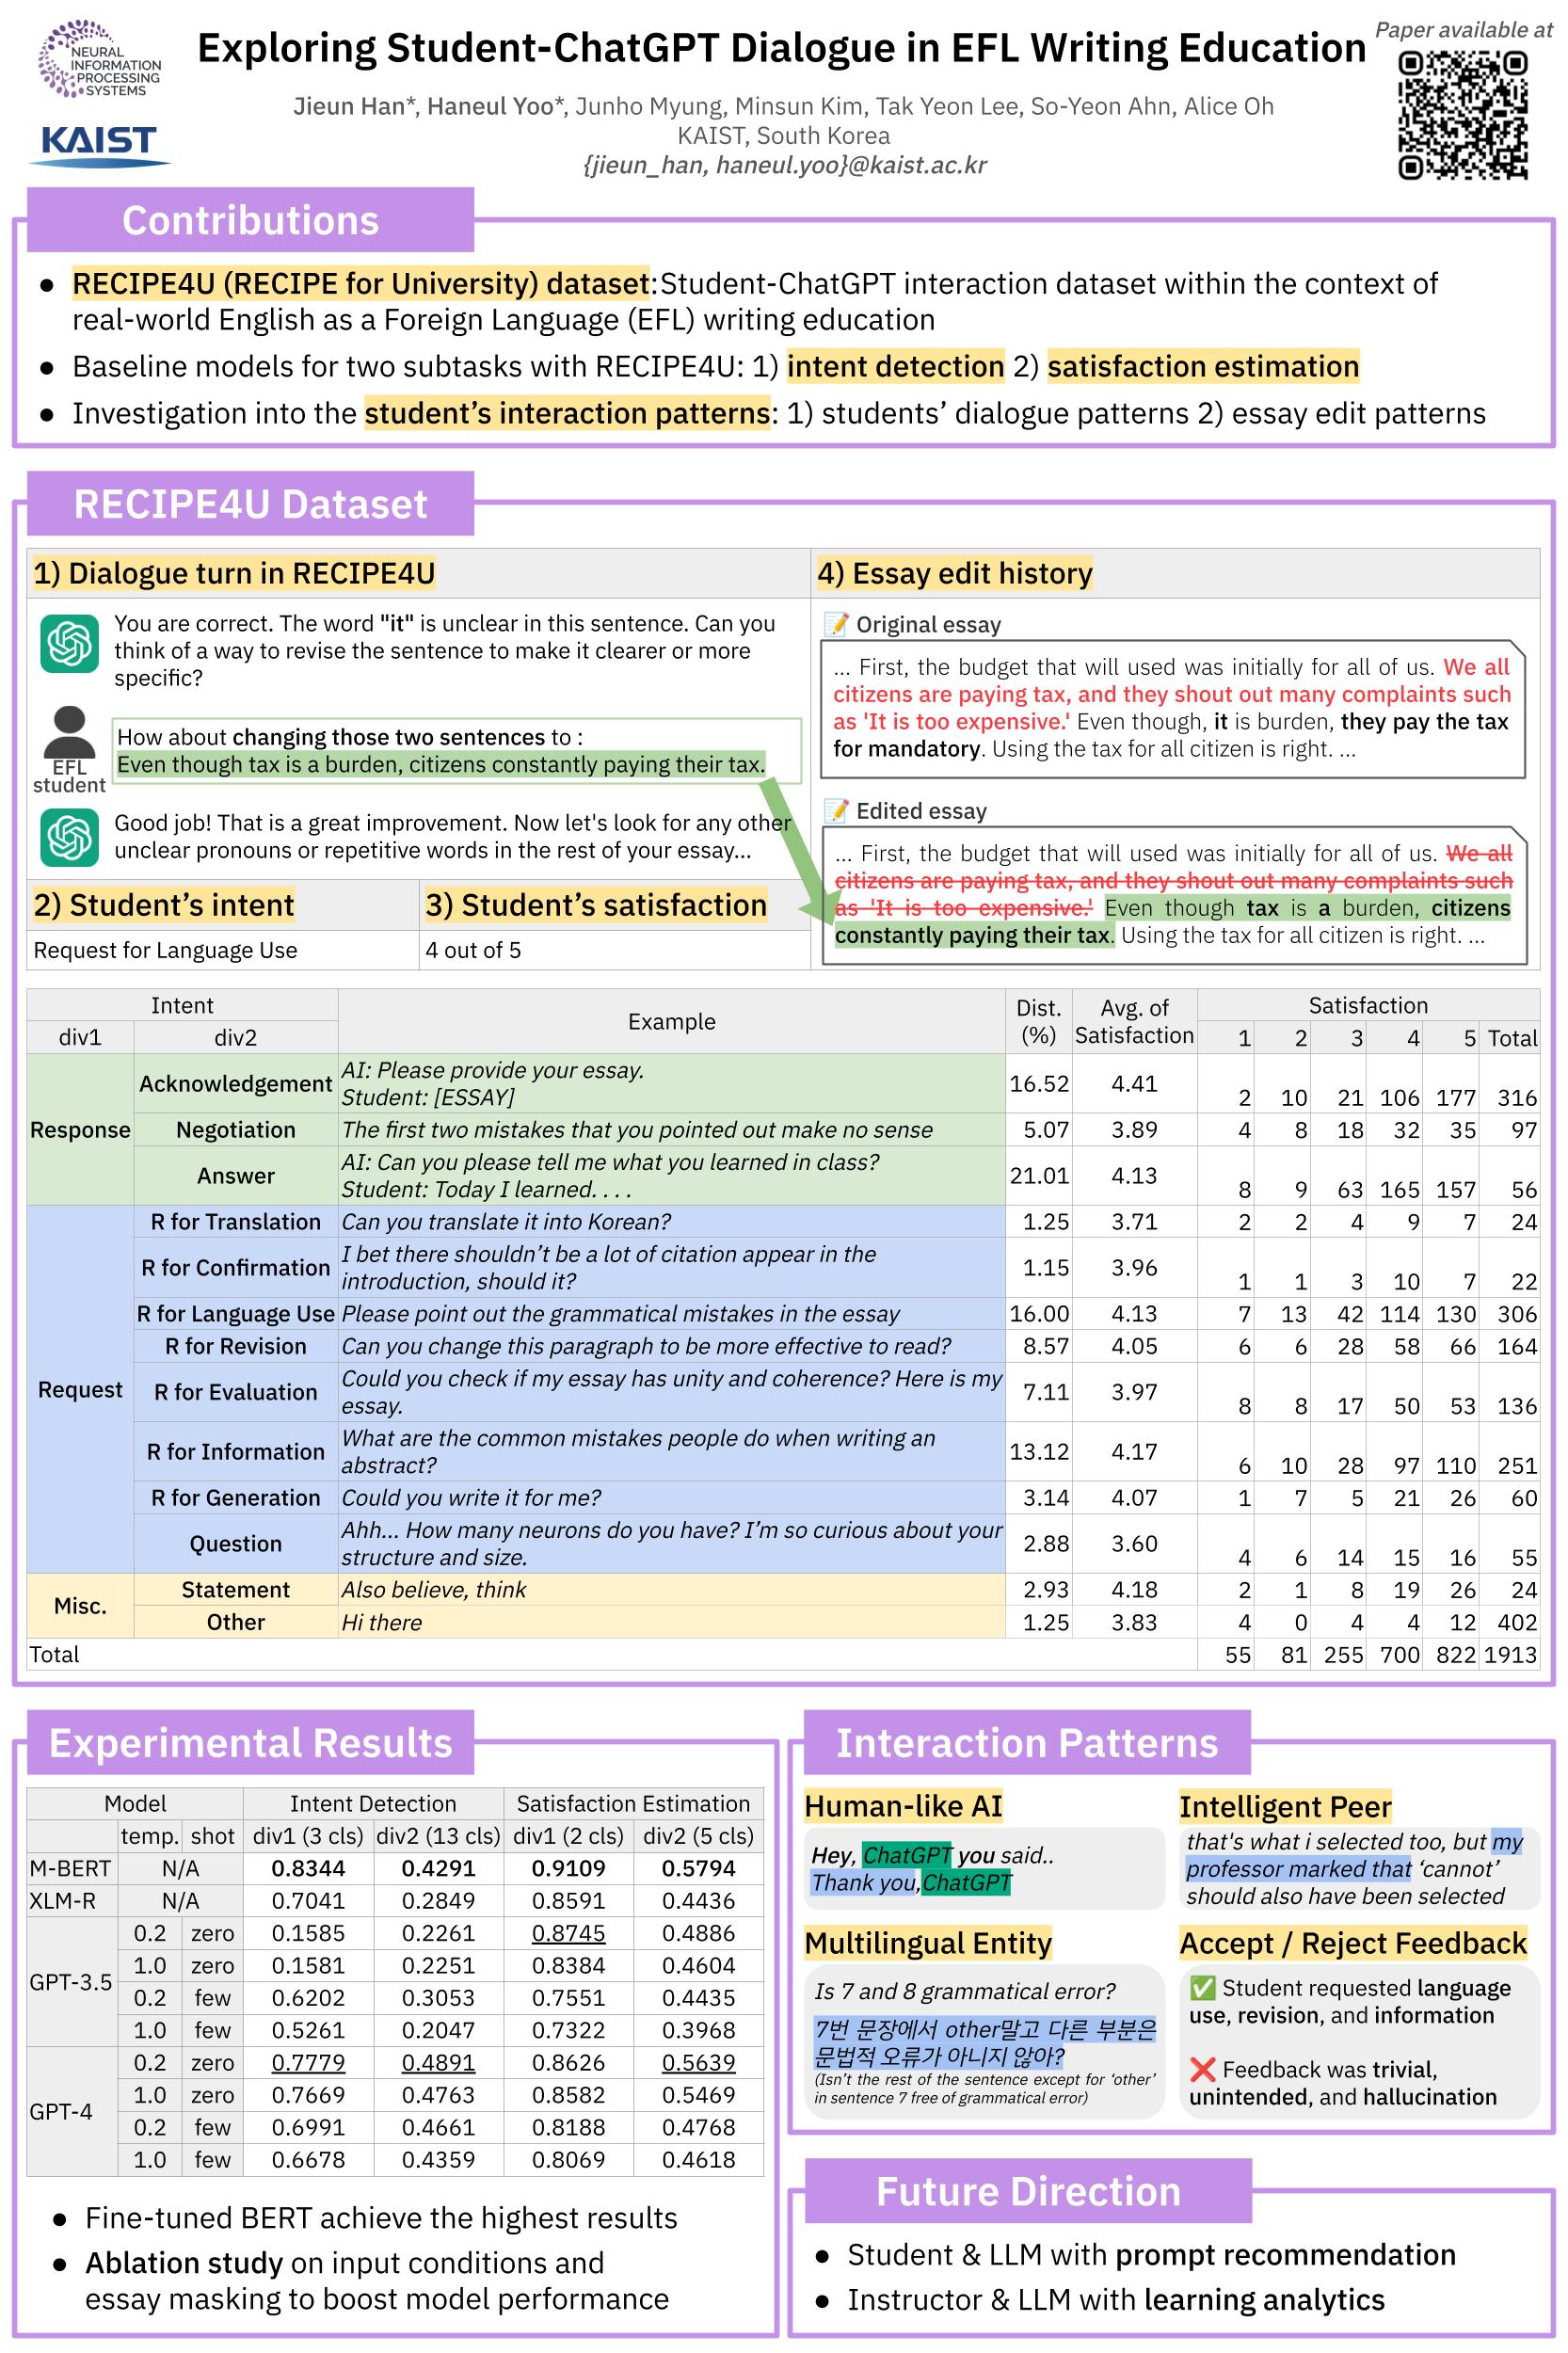 NEURAL
INFORMATION
PROCESSING
SYSTEMS
KAIST
Exploring Student-ChatGPT Dialogue in EFL Writing Education
Paper available at
Jieun Han*, Haneul Yoo*, Junho Myung, Minsun Kim, Tak Yeon Lee, So-Yeon Ahn, Alice Oh
KAIST, South Korea
{jieun_han, haneul.yoo}@kaist.ac.kr
Contributions
● RECIPE4U (RECIPE for University) dataset:Student-ChatGPT interaction dataset within the context of
real-world English as a Foreign Language (EFL) writing education
● Baseline models for two subtasks with RECIPE4U: 1) intent detection 2) satisfaction estimation
● Investigation into the student’s interaction patterns: 1) students’ dialogue patterns 2) essay edit patterns
RECIPE4U Dataset
1) Dialogue turn in RECIPE4U
You are correct. The word "it" is unclear in this sentence. Can you
think of a way to revise the sentence to make it clearer or more
specific?
EFL
student
How about changing those two sentences to :
Even though tax is a burden, citizens constantly paying their tax.
Good job! That is a great improvement. Now let's look for any other
unclear pronouns or repetitive words in the rest of your essay...
2) Student’s intent
Request for Language Use
3) Student’s satisfaction
4 out of 5
4) Essay edit history
📝 Original essay
... First, the budget that will used was initially for all of us. We all
citizens are paying tax, and they shout out many complaints such
as 'It is too expensive.' Even though, it is burden, they pay the tax
for mandatory. Using the tax for all citizen is right. ...
📝 Edited essay
... First, the budget that will used was initially for all of us. We all
citizens are paying tax, and they shout out many complaints such
as 'It is too expensive.' Even though tax is a burden, citizens
constantly paying their tax. Using the tax for all citizen is right. ...
Intent Example Dist. (%) Avg. of Satisfaction Satisfaction
div1 div2 1 2 3 4 5 Total
Response
Acknowledgement AI: Please provide your essay. 16.52 4.41
Student: [ESSAY] 2 10 21 106 177 316
Negotiation The first two mistakes that you pointed out make no sense 5.07 3.89 4 8 18 32 35 97
Answer AI: Can you please tell me what you learned in class? 21.01 4.13
Student: Today I learned. . . . 8 9 63 165 157 56
Request
R for Translation Can you translate it into Korean? 1.25 3.71 2 2 4 9 7 24
R for Confirmation I bet there shouldn’t be a lot of citation appear in the 1.15 3.96
introduction, should it? 1 1 3 10 7 22
R for Language Use Please point out the grammatical mistakes in the essay 16.00 4.13 7 13 42 114 130 306
R for Revision Can you change this paragraph to be more effective to read? 8.57 4.05 6 6 28 58 66 164
R for Evaluation Could you check if my essay has unity and coherence? Here is my 7.11 3.97
essay. 8 8 17 50 53 136
R for Information What are the common mistakes people do when writing an 13.12 4.17
abstract? 6 10 28 97 110 251
R for Generation Could you write it for me? 3.14 4.07 1 7 5 21 26 60
Question Ahh... How many neurons do you have? I’m so curious about your 2.88 3.60
structure and size. 4 6 14 15 16 55
Misc.
Statement Also believe, think 2.93 4.18 2 1 8 19 26 24
Other Hi there 1.25 3.83 4 0 4 4 12 402
Total 55 81 255 700 822 1913
Experimental Results
Model Intent Detection Satisfaction Estimation
temp. shot div1 (3 cls) div2 (13 cls) div1 (2 cls) div2 (5 cls)
M-BERT N/A 0.8344 0.4291 0.9109 0.5794
XLM-R N/A 0.7041 0.2849 0.8591 0.4436
GPT-3.5
0.2 zero 0.1585 0.2261 0.8745 0.4886
1.0 zero 0.1581 0.2251 0.8384 0.4604
0.2 few 0.6202 0.3053 0.7551 0.4435
1.0 few 0.5261 0.2047 0.7322 0.3968
GPT-4
0.2 zero 0.7779 0.4891 0.8626 0.5639
1.0 zero 0.7669 0.4763 0.8582 0.5469
0.2 few 0.6991 0.4661 0.8188 0.4768
1.0 few 0.6678 0.4359 0.8069 0.4618
● Fine-tuned BERT achieve the highest results
● Ablation study on input conditions and
essay masking to boost model performance
Interaction Patterns
Human-like AI
Hey, ChatGPT you said..
Thank you,ChatGPT
Intelligent Peer
that's what i selected too, but my
professor marked that ‘cannot’
should also have been selected
Multilingual Entity
Is 7 and 8 grammatical error?
7번 문장에서 other말고 다른 부분은
문법적 오류가 아니지 않아?
(Isn’t the rest of the sentence except for ‘other’
in sentence 7 free of grammatical error)
Accept / Reject Feedback
✅ Student requested language
use, revision, and information
❌ Feedback was trivial,
unintended, and hallucination
Future Direction
● Student & LLM with prompt recommendation
● Instructor & LLM with learning analytics